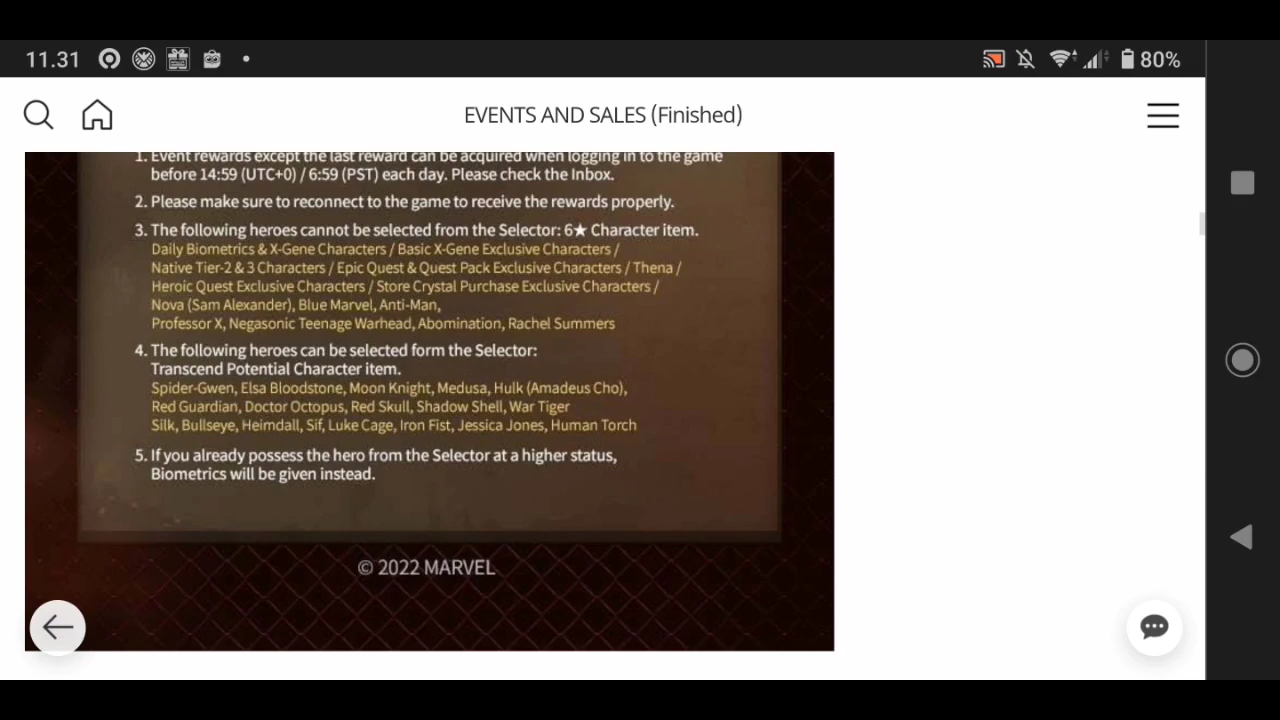 11.31
80%
EVENTS AND SALES (Finished)
1. Event rewards except the last reward can be acquired when logging in to the game
before 14:59 (UTC+0) / 6:59 (PST) each day. Please check the Inbox.
2. Please make sure to reconnect to the game to receive the rewards properly.
3. The following heroes cannot be selected from the Selector: 6★ Character item.
Daily Biometrics & X-Gene Characters / Basic X-Gene Exclusive Characters /
Native Tier-2 & 3 Characters / Epic Quest & Quest Pack Exclusive Characters / Thena /
Heroic Quest Exclusive Characters / Store Crystal Purchase Exclusive Characters /
Nova (Sam Alexander), Blue Marvel, Anti-Man,
Professor X, Negasonic Teenage Warhead, Abomination, Rachel Summers
4. The following heroes can be selected form the Selector:
Transcend Potential Character item.
Spider-Gwen, Elsa Bloodstone, Moon Knight, Medusa, Hulk (Amadeus Cho),
Red Guardian, Doctor Octopus, Red Skull, Shadow Shell, War Tiger
Silk, Bullseye, Heimdall, Sif, Luke Cage, Iron Fist, Jessica Jones, Human Torch
5. If you already possess the hero from the Selector at a higher status,
Biometrics will be given instead.
© 2022 MARVEL